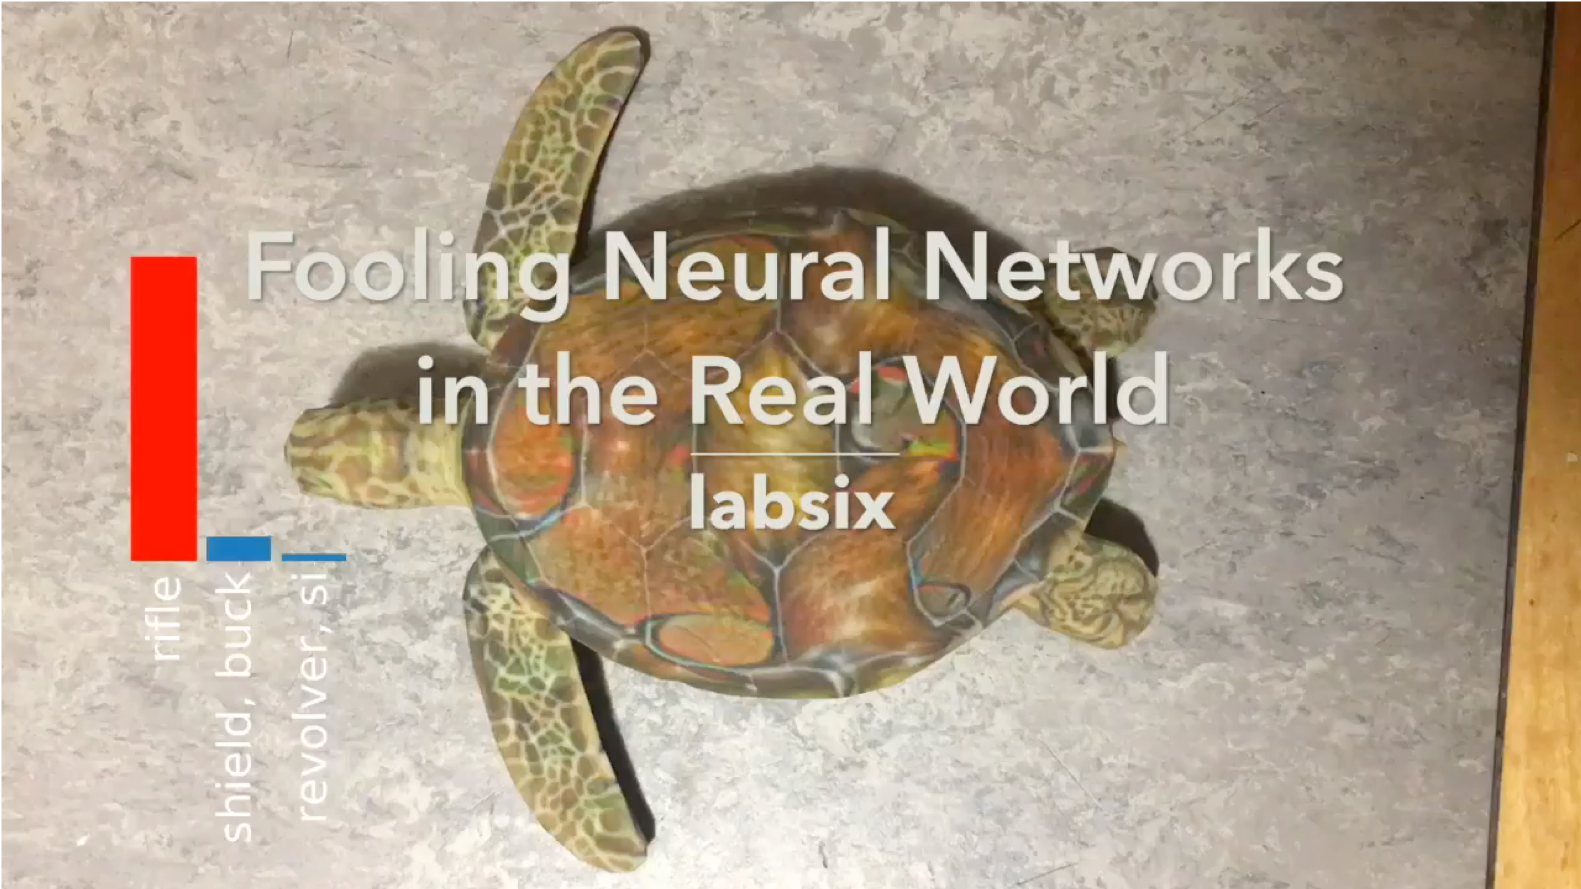 Fooling Neural Networks
in the Real World
labsix
rifle
shield, buck
revolver, si